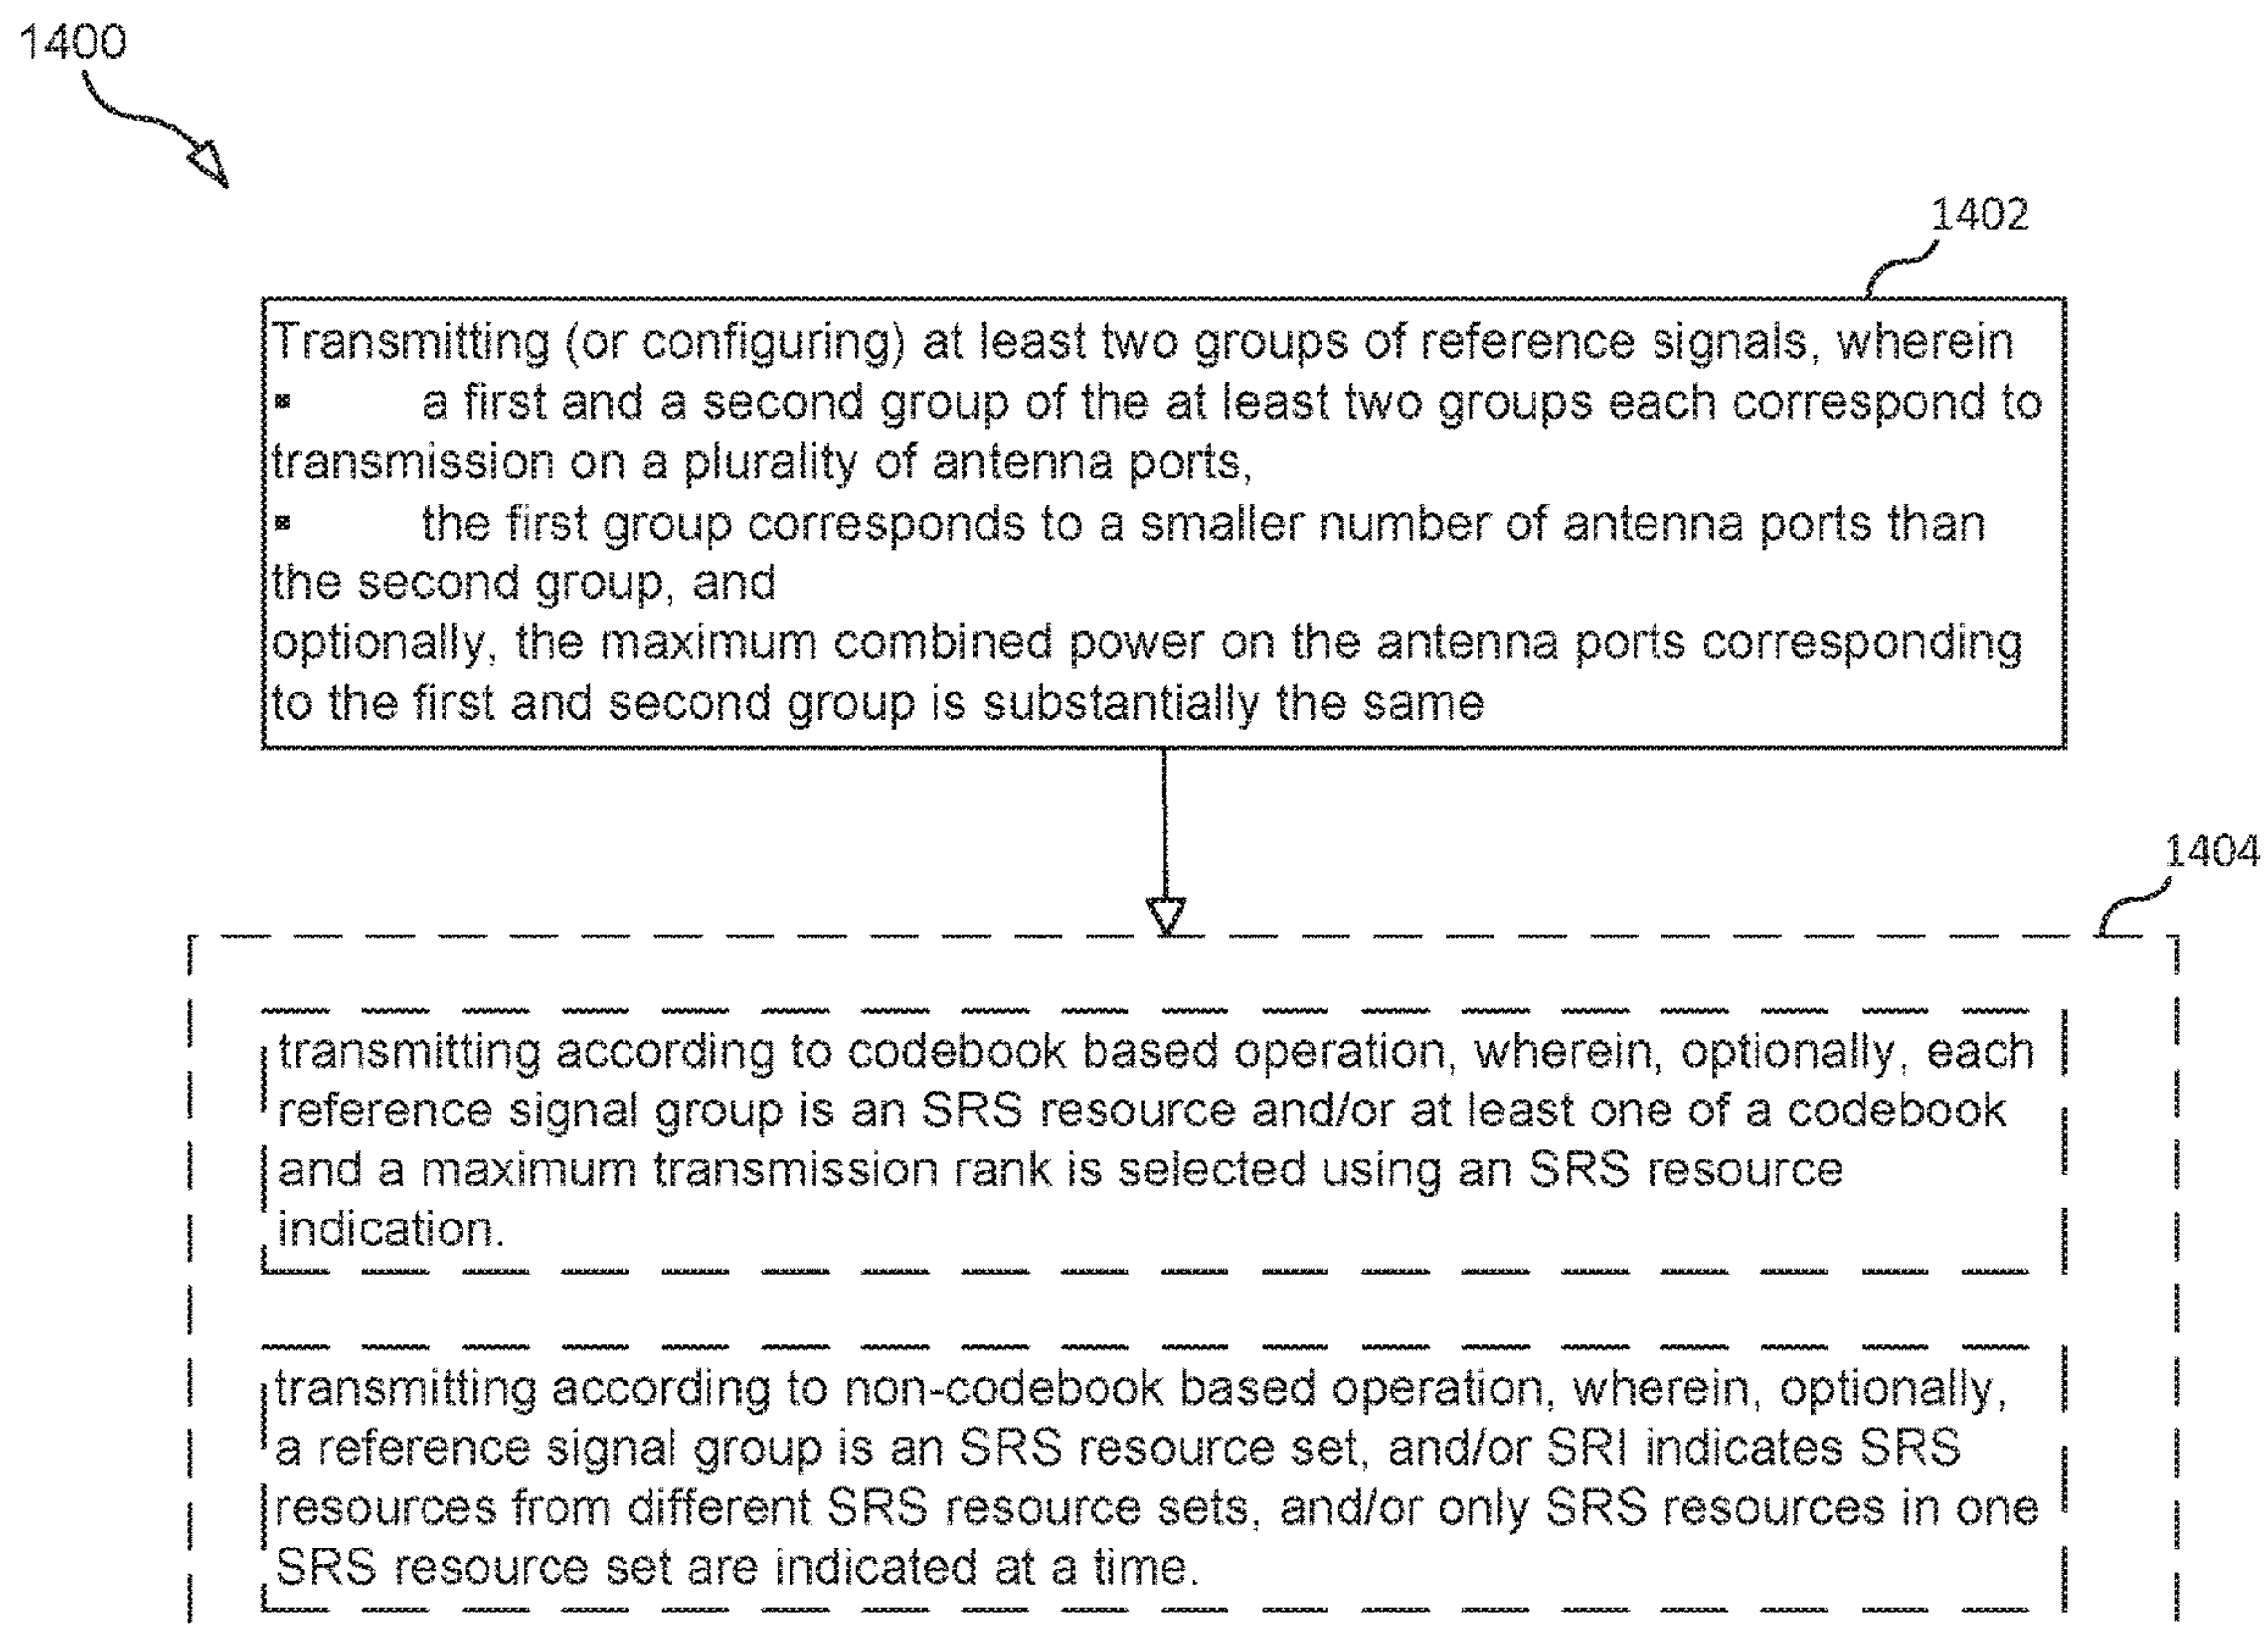 1400
1402
Transmitting (or configuring) at least two groups of reference signals, wherein
▪ a first and a second group of the at least two groups each correspond to
transmission on a plurality of antenna ports,
▪ the first group corresponds to a smaller number of antenna ports than
the second group, and
optionally, the maximum combined power on the antenna ports corresponding
to the first and second group is substantially the same
1404
transmitting according to codebook based operation, wherein, optionally, each
reference signal group is an SRS resource and/or at least one of a codebook
and a maximum transmission rank is selected using an SRS resource
indication.
transmitting according to non-codebook based operation, wherein, optionally,
a reference signal group is an SRS resource set, and/or SRI indicates SRS
resources from different SRS resource sets, and/or only SRS resources in one
SRS resource set are indicated at a time.